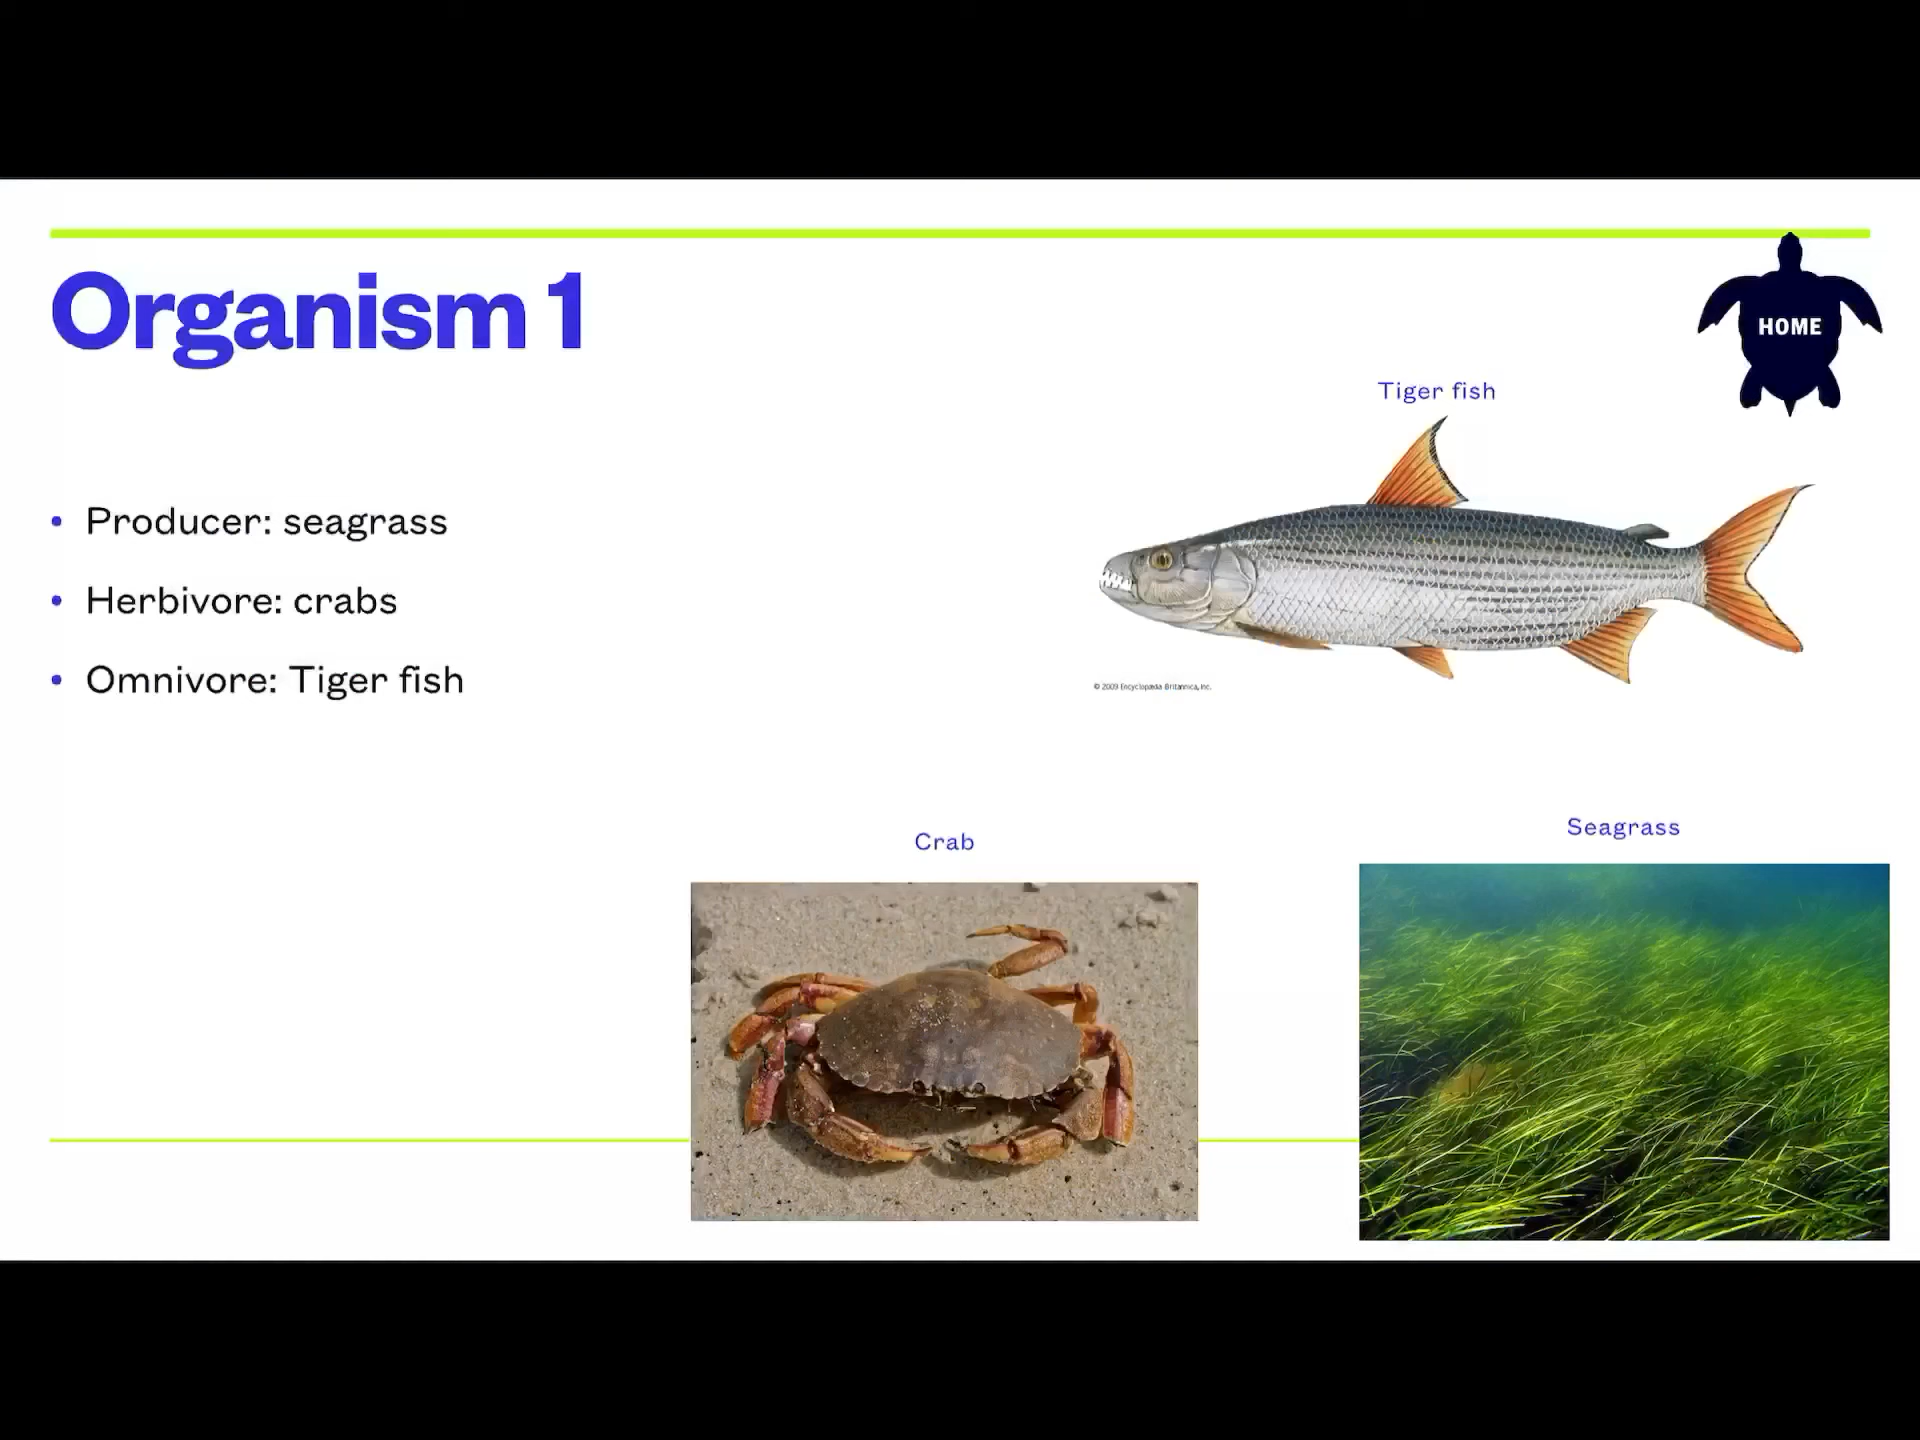 Organism 1
HOME
Tiger fish
• Producer: seagrass
• Herbivore: crabs
• Omnivore: Tiger fish
© 2009 Encyclopædia Britannica, Inc.
Crab
Seagrass